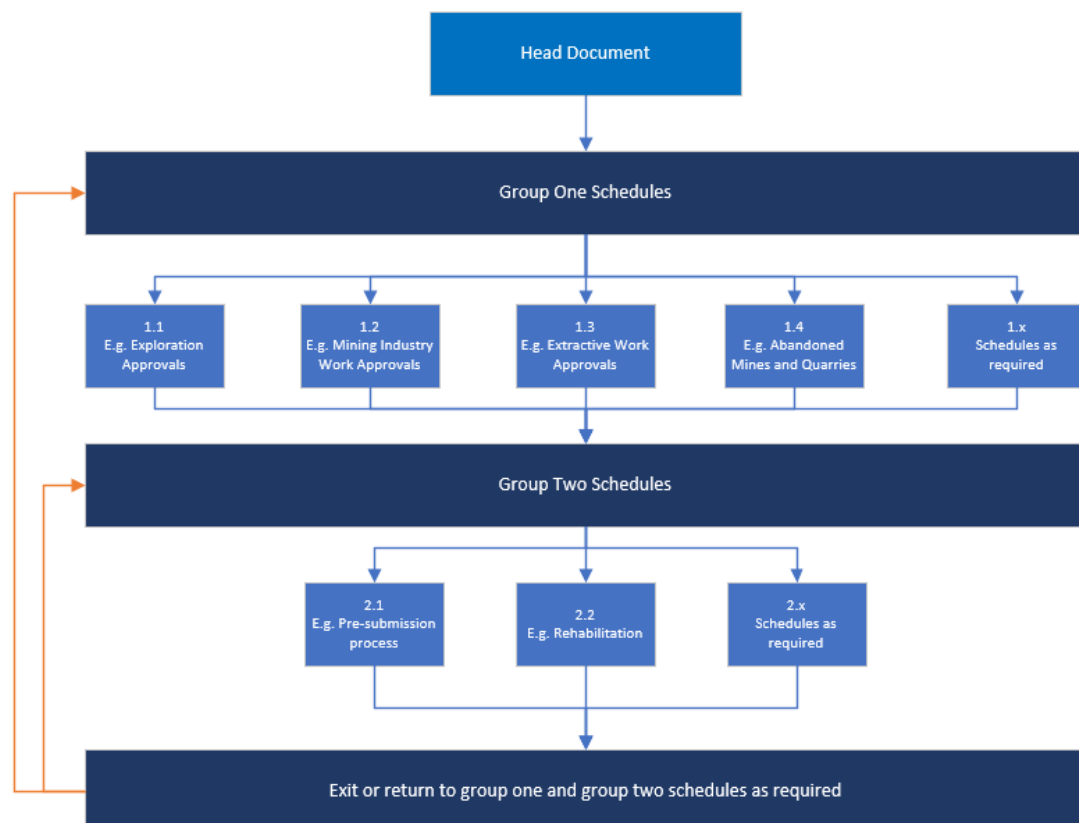 Head Document
Group One Schedules
1.1
E.g. Exploration
Approvals
1.2
E.g. Mining Industry
Work Approvals
1.3
E.g. Extractive Work
Approvals
1.4
E.g. Abandoned
Mines and Quarries
1.x
Schedules as
required
Group Two Schedules
2.1
E.g. Pre-submission
process
2.2
E.g. Rehabilitation
2.x
Schedules as
required
Exit or return to group one and group two schedules as required